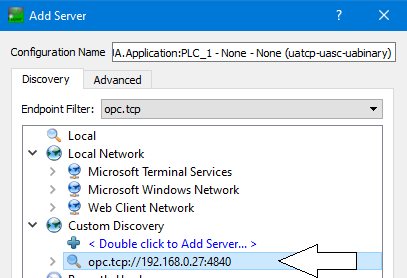 Add Server
Configuration Name JA.Application:PLC_1 - None - None (uatcp-uasc-uabinary)
Discovery Advanced
Endpoint Filter: opc.tcp
Local
Local Network
Microsoft Terminal Services
Microsoft Windows Network
Web Client Network
Custom Discovery
< Double click to Add Server... >
opc.tcp://192.168.0.27:4840